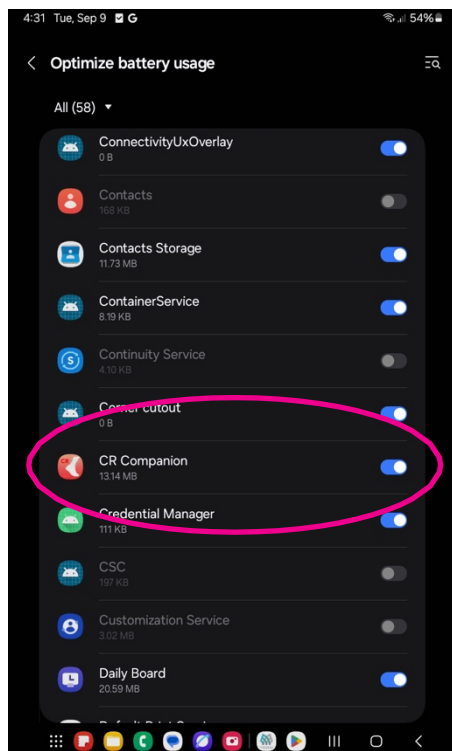 4:31 Tue, Sep 9 G 54%
Optimize battery usage
All (58)
ConnectivityUxOverlay
0 B
Contacts
168 KB
Contacts Storage
11.73 MB
ContainerService
8.19 KB
Continuity Service
4.10 KB
Corner cutout
0 B
CR
CR Companion
13.14 MB
Credential Manager
111 KB
CSC
197 KB
Customization Service
3.02 MB
Daily Board
20.59 MB